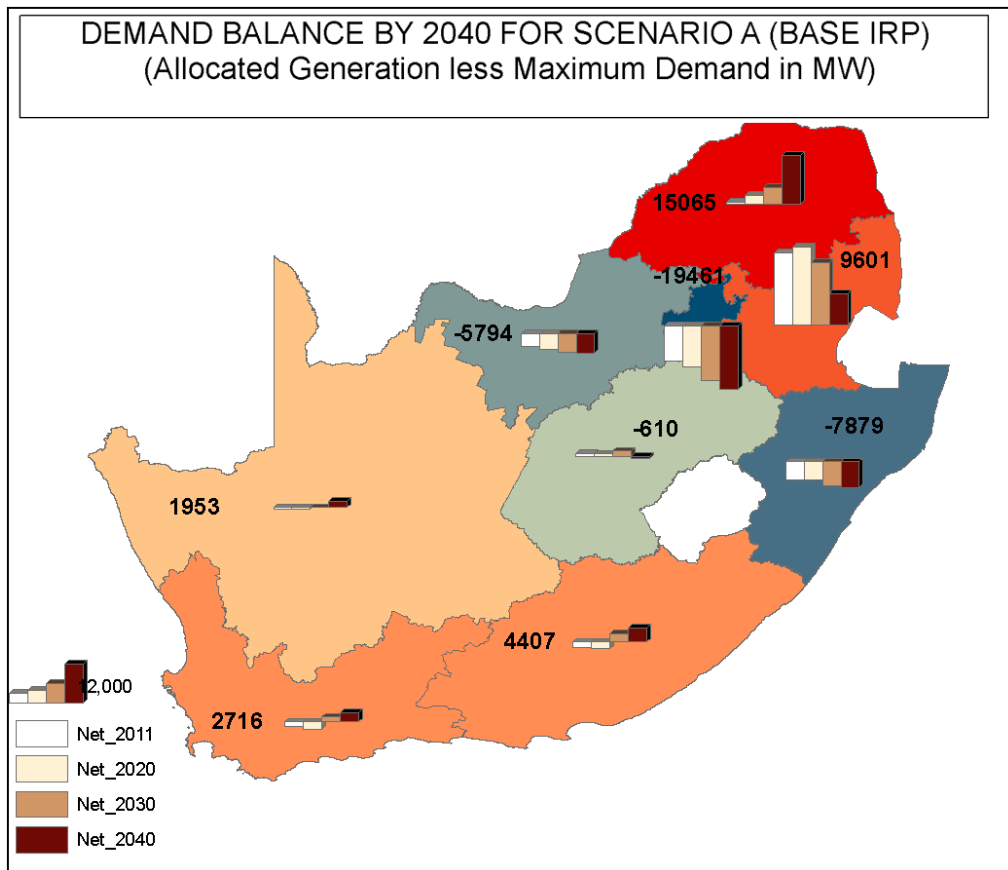 DEMAND BALANCE BY 2040 FOR SCENARIO A (BASE IRP)
(Allocated Generation less Maximum Demand in MW)
15065
9601
-19461
-5794
-610
-7879
1953
4407
2716
12,000
Net_2011
Net_2020
Net_2030
Net_2040